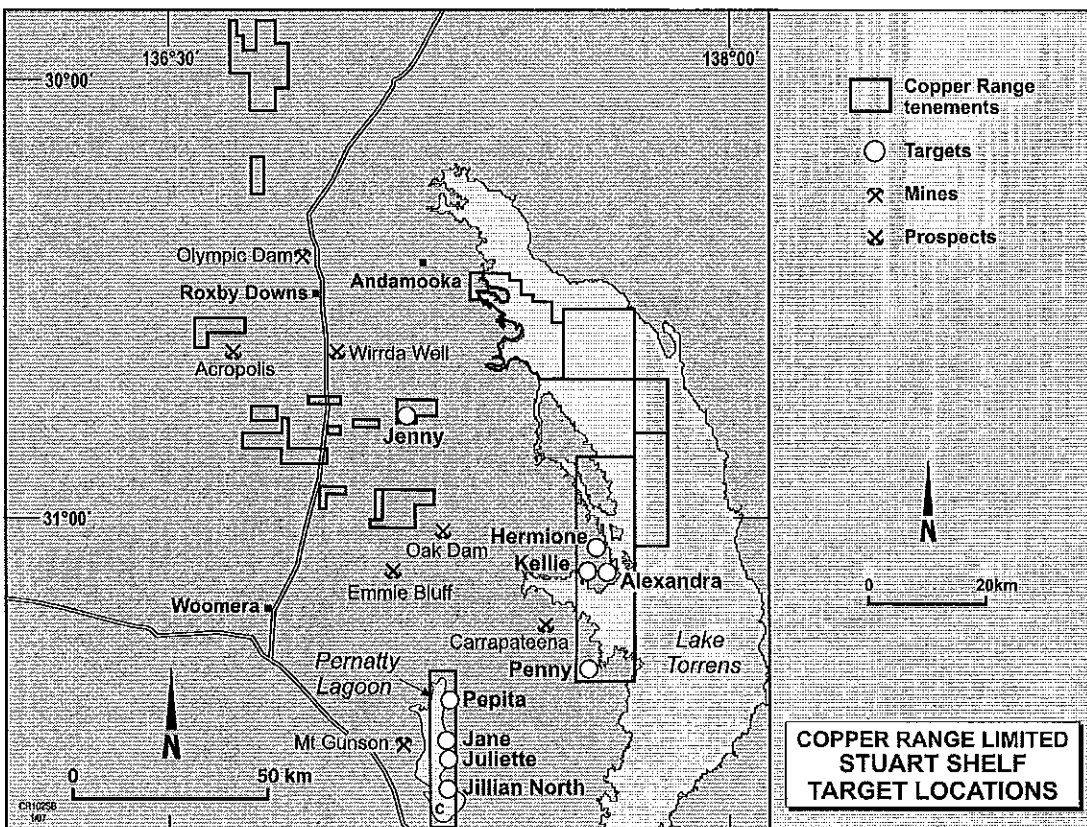 136°30'
138°00'
30°00'
Copper Range
tenements
Targets
Mines
Prospects
Olympic Dam
Andamooka
Roxby Downs
Acropolis
Wirrda Well
Jenny
31°00'
N
Hermione
Oak Dam
Kellie
Alexandra
Emmie Bluff
0 20km
Woomera
Carrapateena
Lake
Torrens
Pernatty
Lagoon
Penny
Pepita
N
Mt Gunson
Jane
Juliette
0 50 km
Jillian North
C
COPPER RANGE LIMITED
STUART SHELF
TARGET LOCATIONS